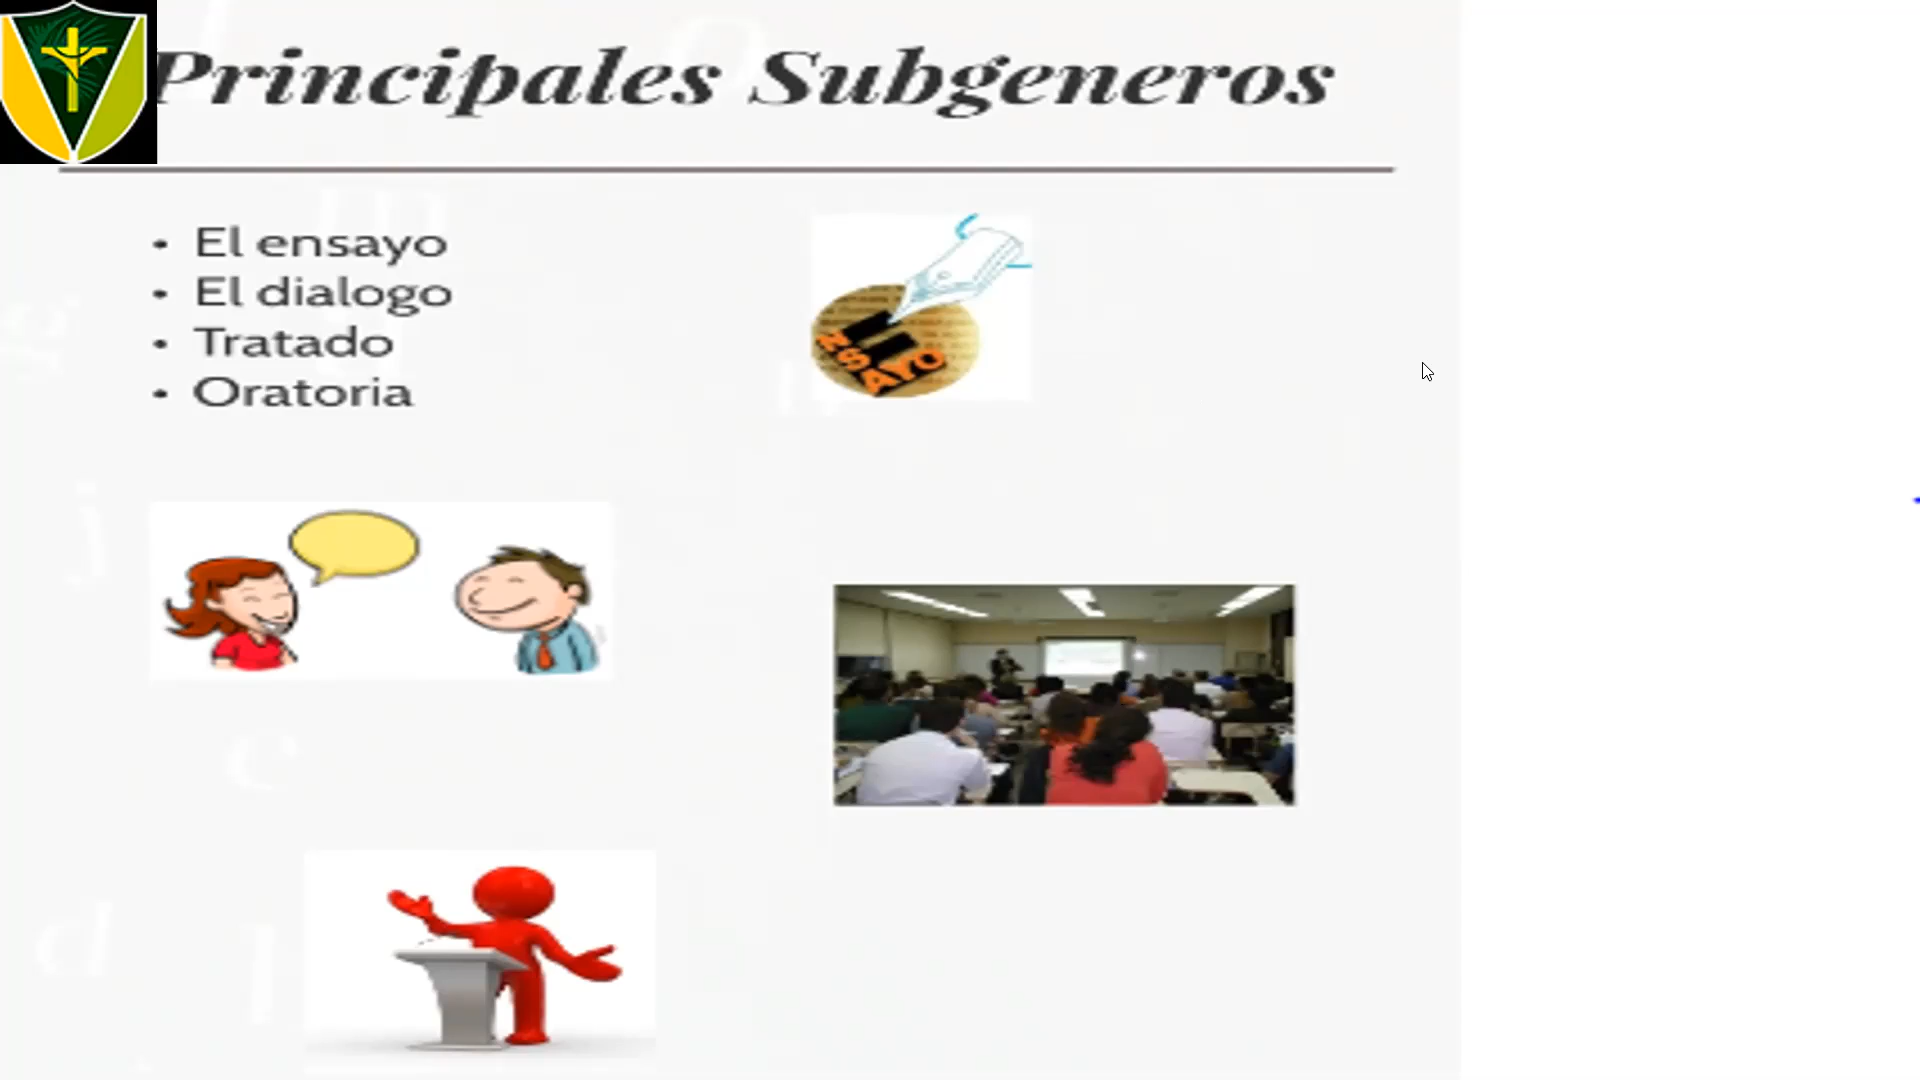 Principales Subgeneros
• El ensayo
• El dialogo
• Tratado
• Oratoria